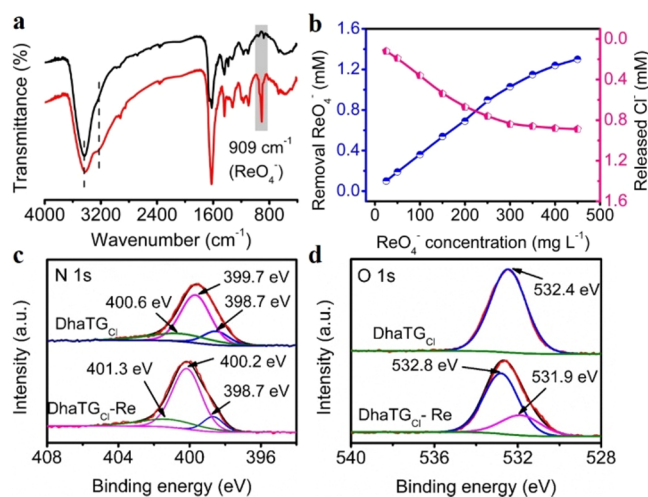 a
Transmittance (%)
909 cm⁻¹
(ReO₄⁻)
4000 3200 2400 1600 800
Wavenumber (cm⁻¹)
b
Removal ReO₄⁻ (mM)
1.6
1.2
0.8
0.4
0.0
0.0
0.4
0.8
1.2
1.6
Released Cl⁻ (mM)
0 100 200 300 400 500
ReO₄⁻ concentration (mg L⁻¹)
c
Intensity (a.u.)
N 1s
399.7 eV
400.6 eV
398.7 eV
DhaTG_Cl
400.2 eV
401.3 eV
398.7 eV
DhaTG_Cl-Re
408 404 400 396
Binding energy (eV)
d
Intensity (a.u.)
O 1s
532.4 eV
DhaTG_Cl
532.8 eV
531.9 eV
DhaTG_Cl- Re
540 536 532 528
Binding energy (eV)